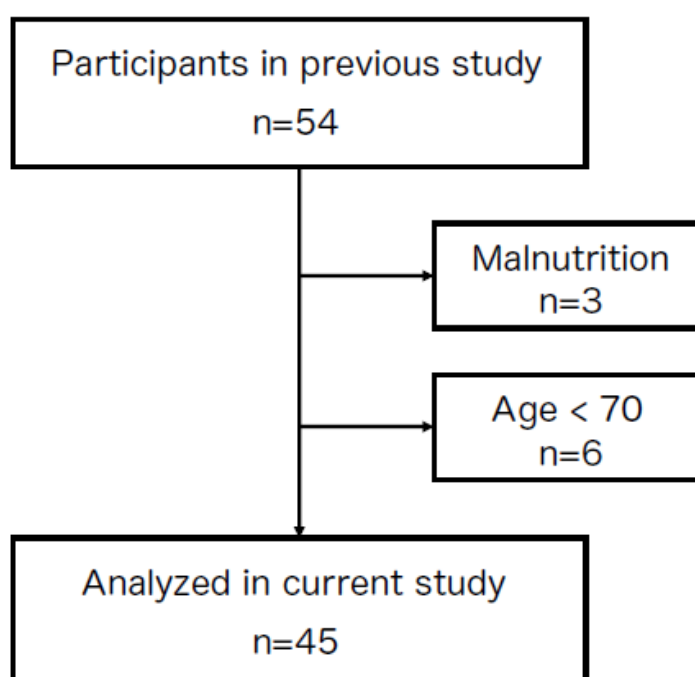 Participants in previous study
n=54
Malnutrition
n=3
Age < 70
n=6
Analyzed in current study
n=45